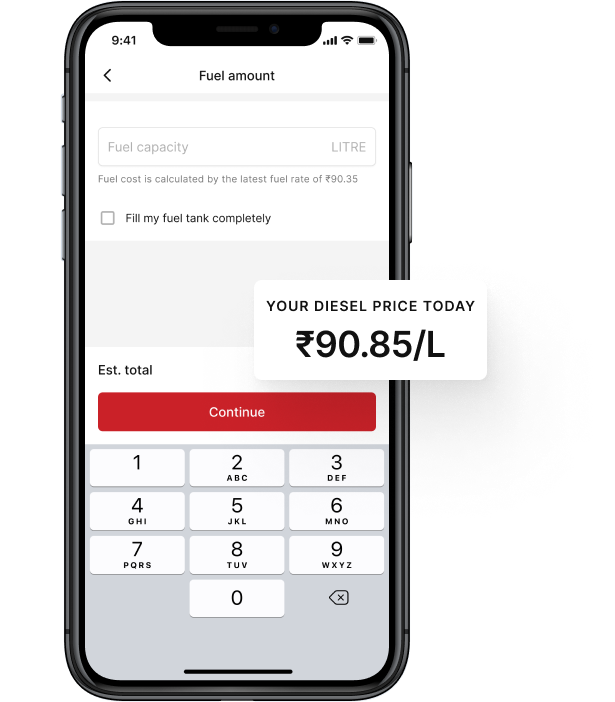 9:41
Fuel amount
Fuel capacity LITRE
Fuel cost is calculated by the latest fuel rate of ₹90.35
Fill my fuel tank completely
YOUR DIESEL PRICE TODAY
₹90.85/L
Est. total
Continue
1 2 3
ABC DEF
4 5 6
GHI JKL MNO
7 8 9
PQRS TUV WXYZ
0